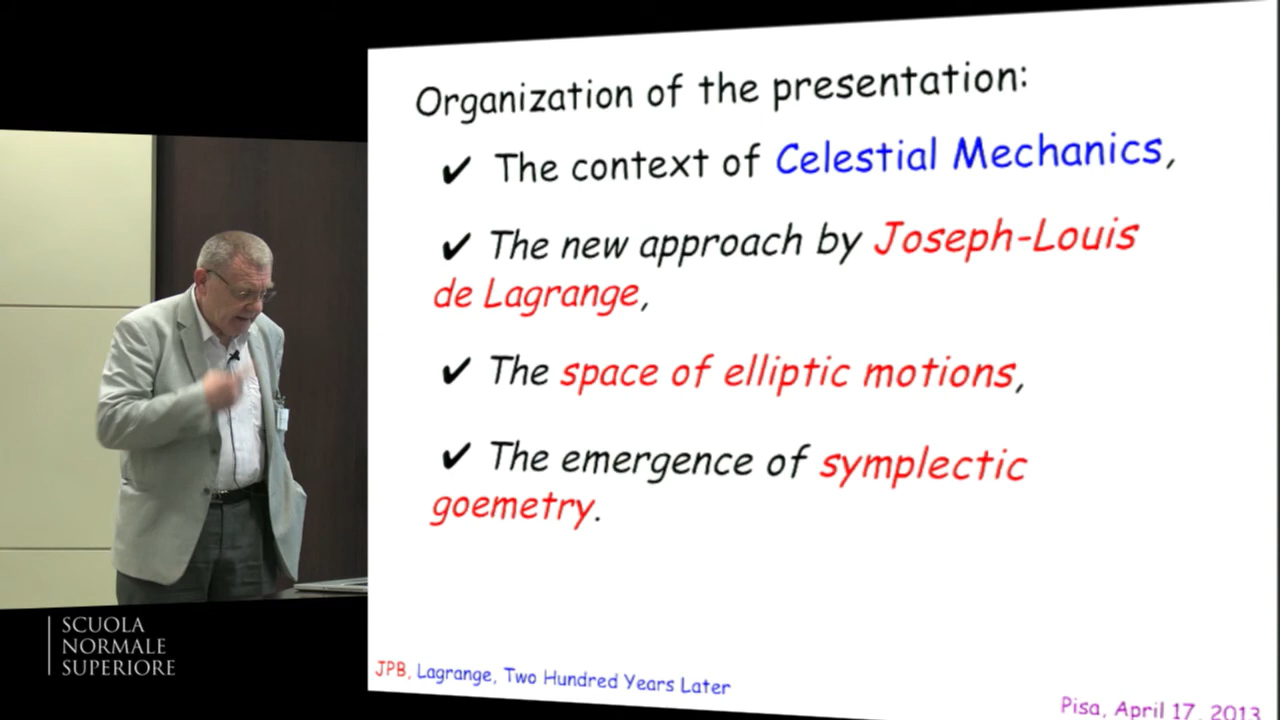 Organization of the presentation:
✔ The context of Celestial Mechanics,
✔ The new approach by Joseph-Louis
de Lagrange,
✔ The space of elliptic motions,
✔ The emergence of symplectic
goemetry.
JPB, Lagrange, Two Hundred Years Later
Pisa, April 17, 2013
SCUOLA
NORMALE
SUPERIORE